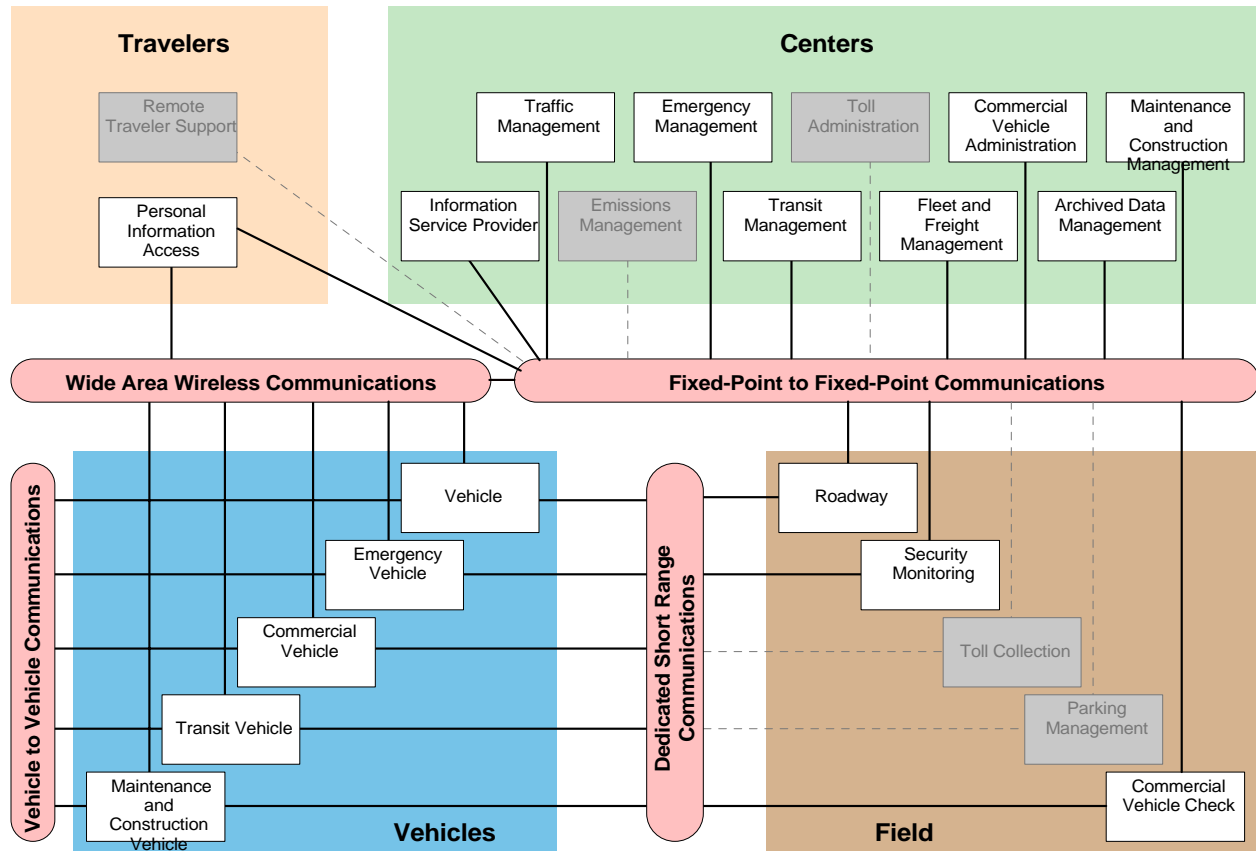 Travelers
Centers
Remote
Traveler Support
Traffic
Management
Emergency
Management
Toll
Administration
Commercial
Vehicle
Administration
Maintenance
and
Construction
Management
Personal
Information
Access
Information
Service Provider
Emissions
Management
Transit
Management
Fleet and
Freight
Management
Archived Data
Management
Wide Area Wireless Communications
Fixed-Point to Fixed-Point Communications
Vehicle to Vehicle Communications
Vehicle
Emergency
Vehicle
Commercial
Vehicle
Transit Vehicle
Maintenance
and
Construction
Vehicle
Vehicles
Dedicated Short Range
Communications
Roadway
Security
Monitoring
Toll Collection
Parking
Management
Commercial
Vehicle Check
Field